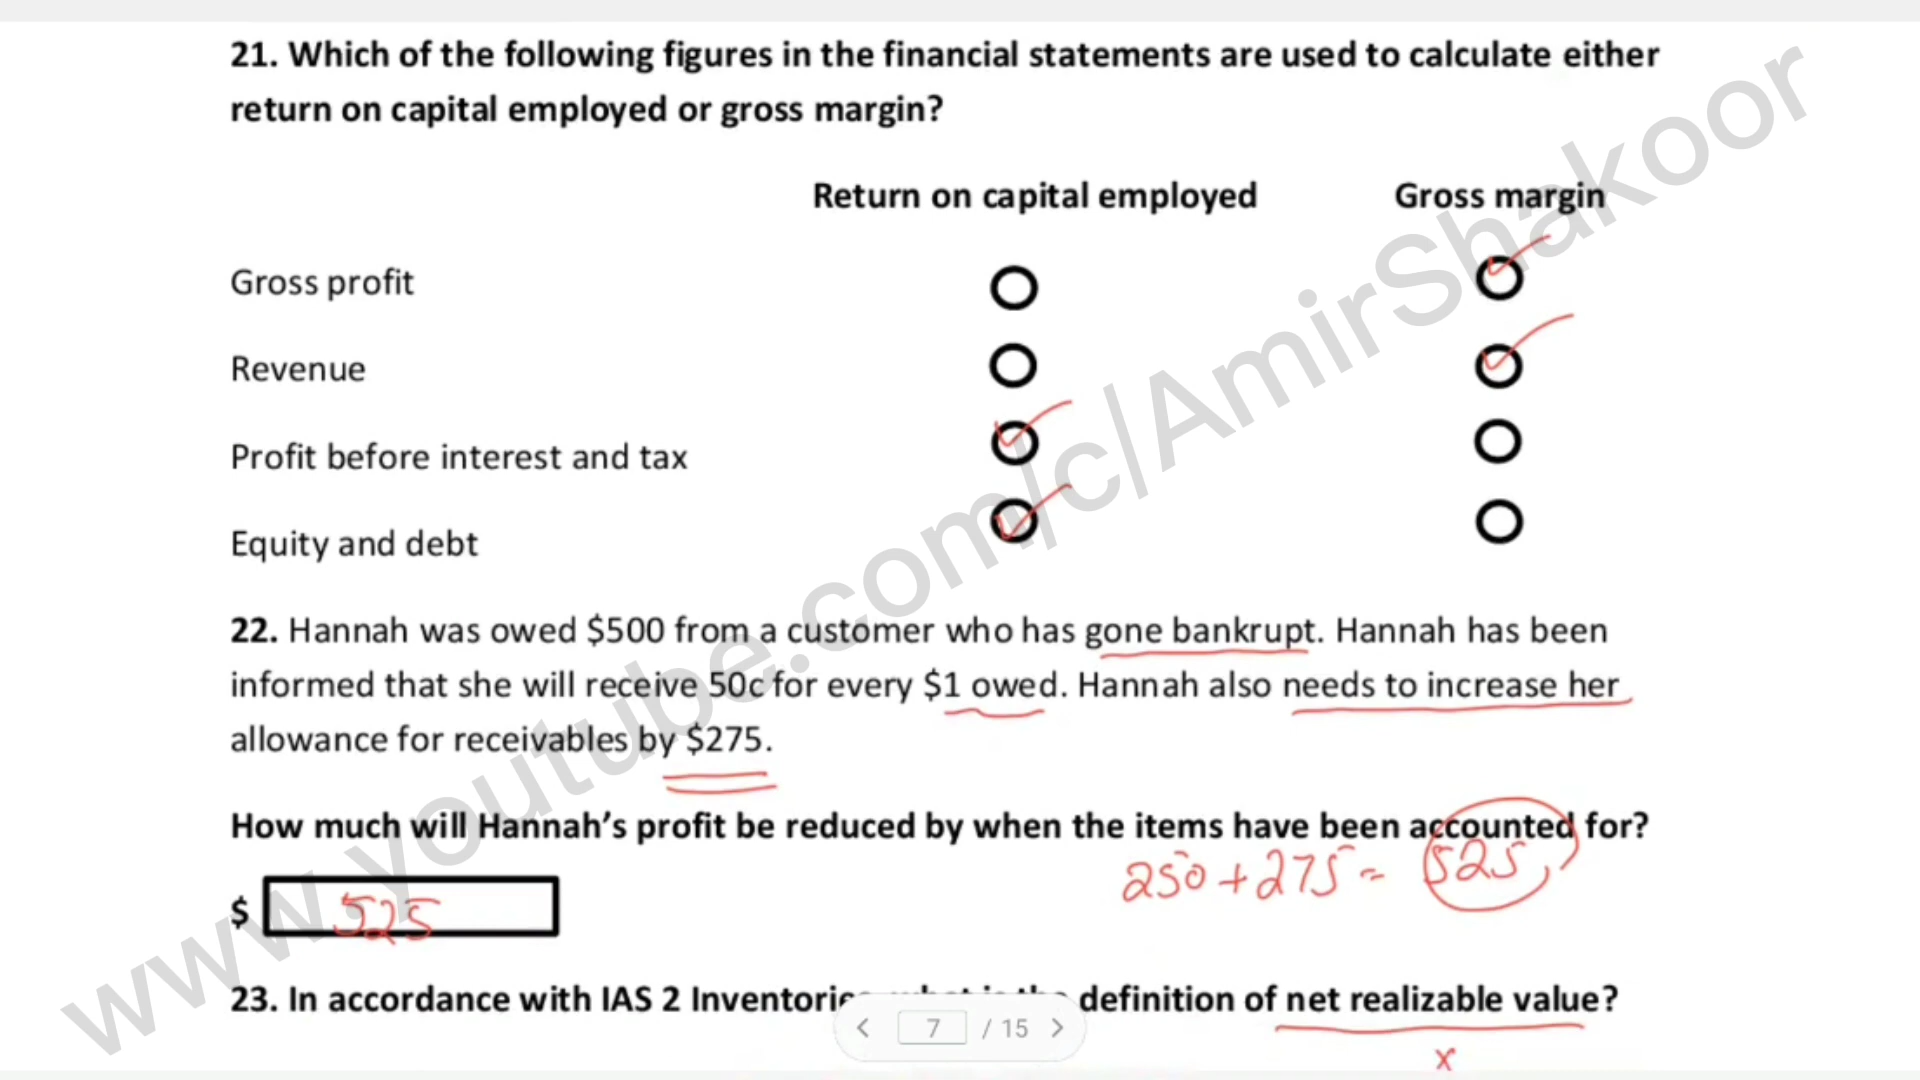 21. Which of the following figures in the financial statements are used to calculate either
return on capital employed or gross margin?
Return on capital employed Gross margin
Gross profit
Revenue
Profit before interest and tax
Equity and debt
22. Hannah was owed $500 from a customer who has gone bankrupt. Hannah has been
informed that she will receive 50c for every $1 owed. Hannah also needs to increase her
allowance for receivables by $275.
How much will Hannah's profit be reduced by when the items have been accounted for?
250 + 275 = 525
$ 525
23. In accordance with IAS 2 definition of net realizable value?
< 7 / 15 >
x
www.youtube.com/c/AmirShakoor